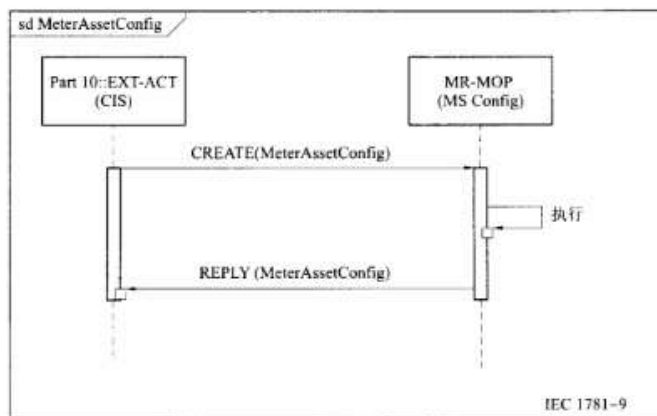 sd MeterAssetConfig
Part 10::EXT-ACT
(CIS)
MR-MOP
(MS Config)
CREATE(MeterAssetConfig)
执行
REPLY (MeterAssetConfig)
IEC 1781-9